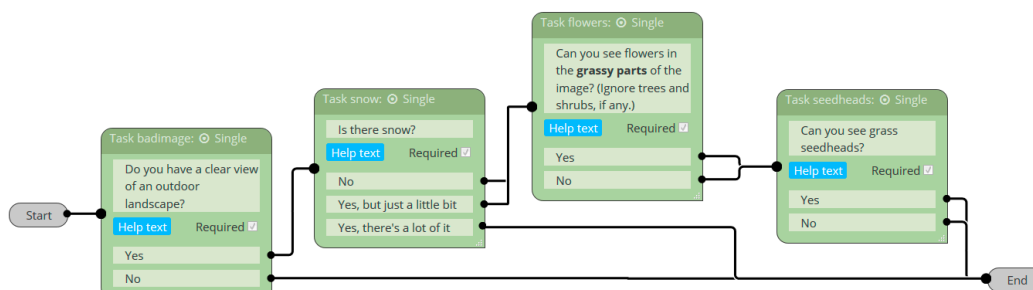 Start
Task badimage: Single
Do you have a clear view
of an outdoor
landscape?
Help text Required
Yes
No
Task snow: Single
Is there snow?
Help text Required
No
Yes, but just a little bit
Yes, there's a lot of it
Task flowers: Single
Can you see flowers in
the grassy parts of the
image? (Ignore trees and
shrubs, if any.)
Help text Required
Yes
No
Task seedheads: Single
Can you see grass
seedheads?
Help text Required
Yes
No
End